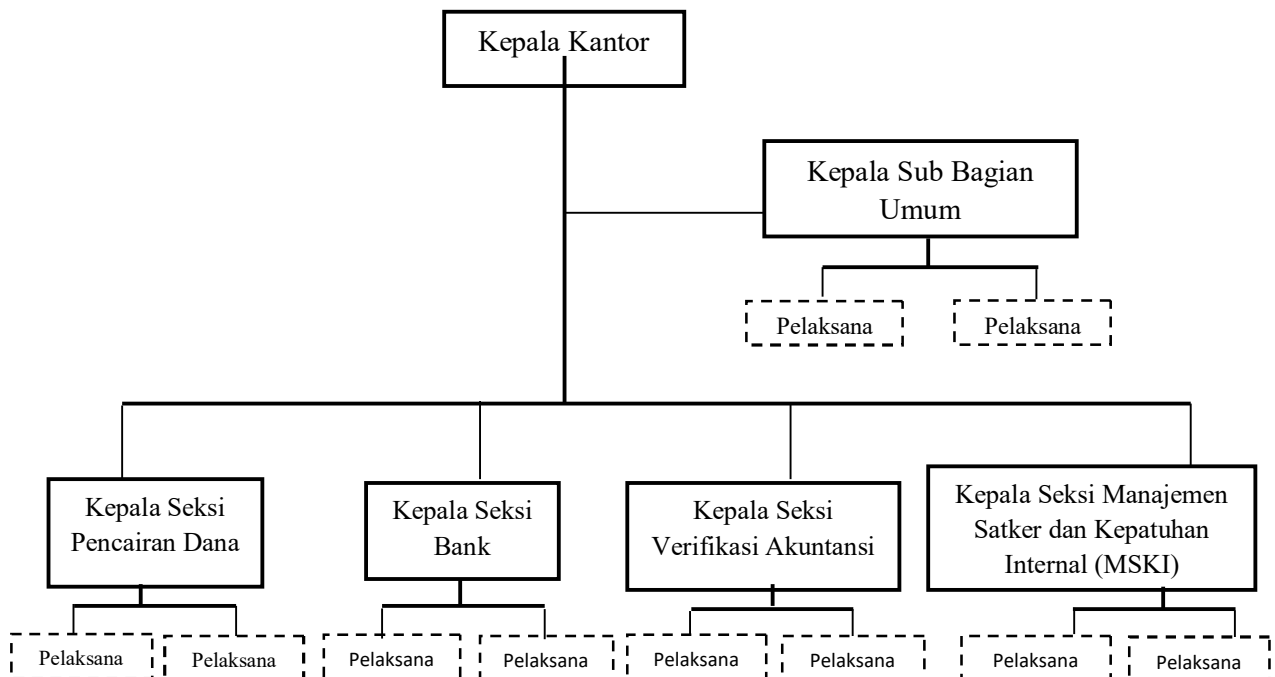 Kepala Kantor
Kepala Sub Bagian
Umum
Pelaksana
Pelaksana
Kepala Seksi
Pencairan Dana
Kepala Seksi
Bank
Kepala Seksi
Verifikasi Akuntansi
Kepala Seksi Manajemen
Satker dan Kepatuhan
Internal (MSKI)
Pelaksana
Pelaksana
Pelaksana
Pelaksana
Pelaksana
Pelaksana
Pelaksana
Pelaksana